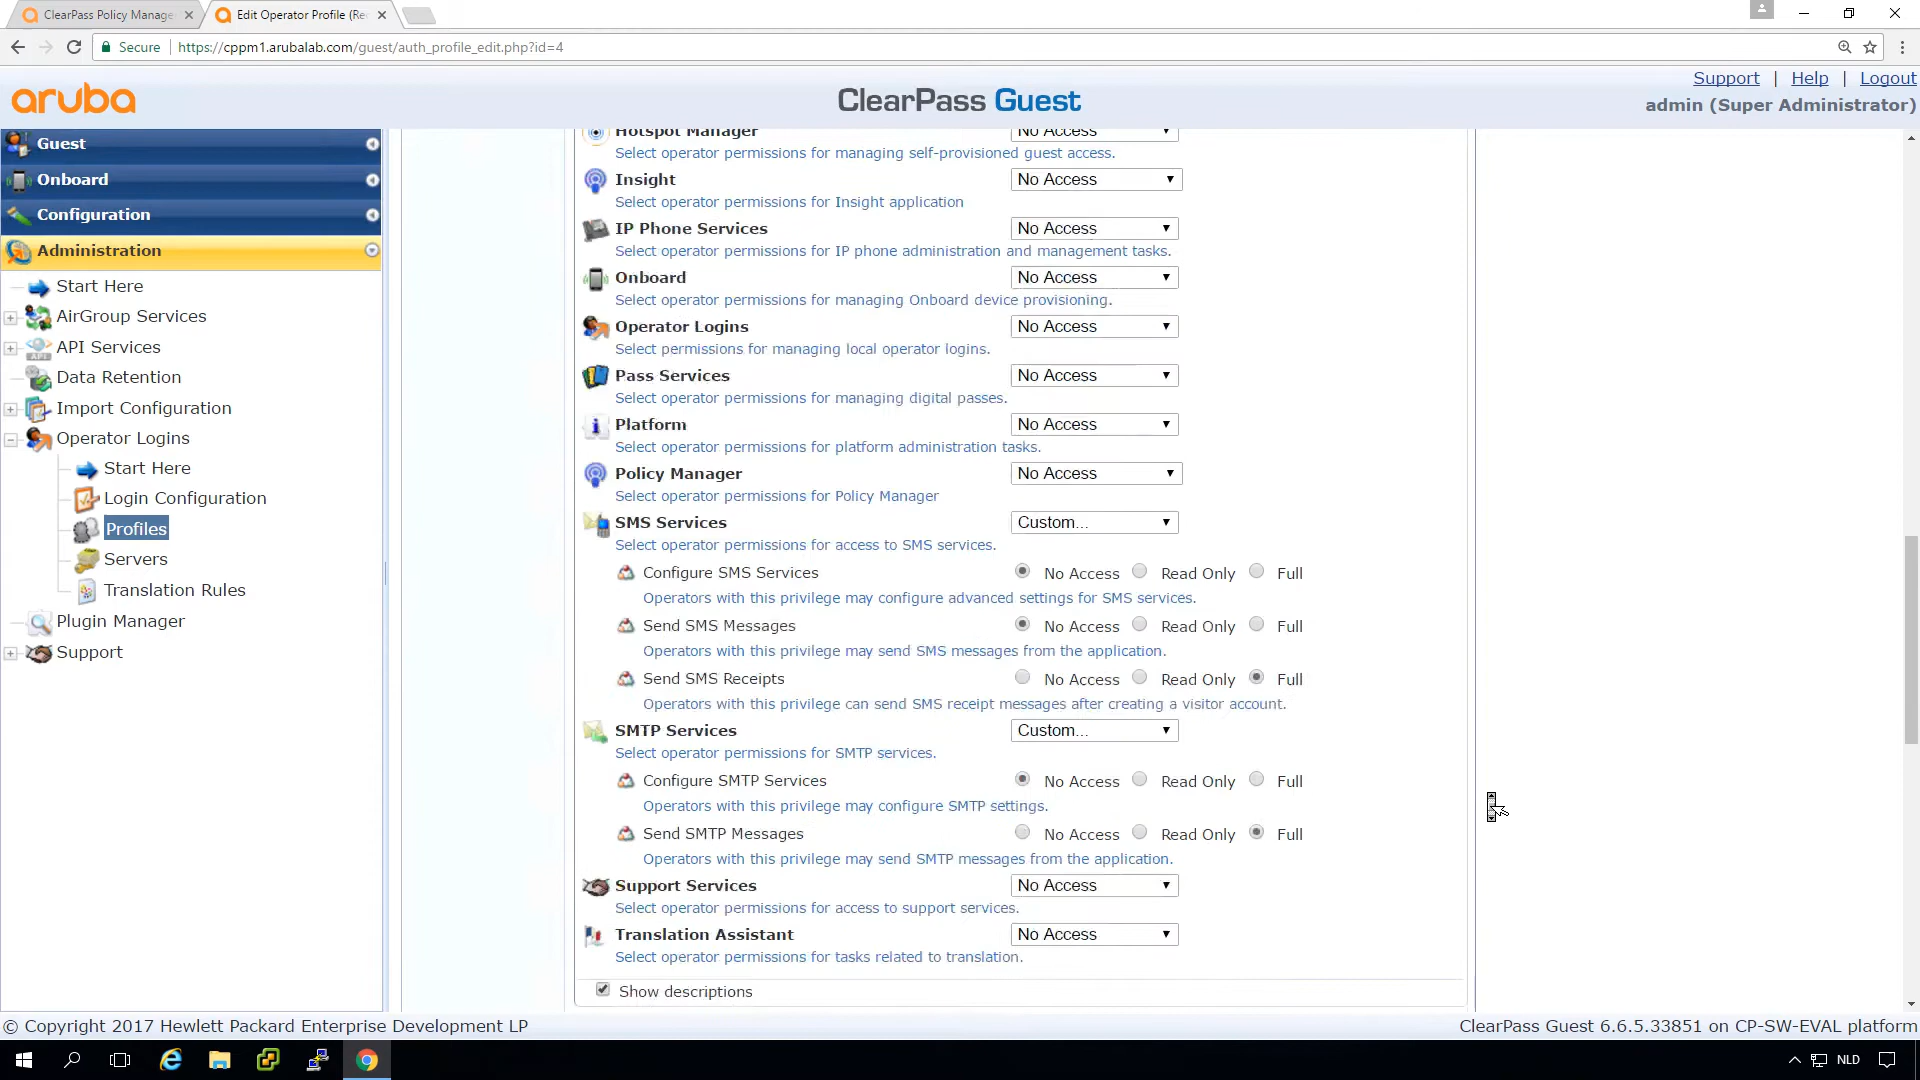 ClearPass Policy Manage
Edit Operator Profile (Re
Secure
https://cppm1.arubalab.com/guest/auth_profile_edit.php?id=4
aruba
ClearPass Guest
Support | Help | Logout
admin (Super Administrator)
Guest
Onboard
Configuration
Administration
Start Here
AirGroup Services
API Services
Data Retention
Import Configuration
Operator Logins
Start Here
Login Configuration
Profiles
Servers
Translation Rules
Plugin Manager
Support
Hotspot Manager No Access
Select operator permissions for managing self-provisioned guest access.
Insight No Access
Select operator permissions for Insight application
IP Phone Services No Access
Select operator permissions for IP phone administration and management tasks.
Onboard No Access
Select operator permissions for managing Onboard device provisioning.
Operator Logins No Access
Select permissions for managing local operator logins.
Pass Services No Access
Select operator permissions for managing digital passes.
Platform No Access
Select operator permissions for platform administration tasks.
Policy Manager No Access
Select operator permissions for Policy Manager
SMS Services Custom...
Select operator permissions for access to SMS services.
Configure SMS Services No Access Read Only Full
Operators with this privilege may configure advanced settings for SMS services.
Send SMS Messages No Access Read Only Full
Operators with this privilege may send SMS messages from the application.
Send SMS Receipts No Access Read Only Full
Operators with this privilege can send SMS receipt messages after creating a visitor account.
SMTP Services Custom...
Select operator permissions for SMTP services.
Configure SMTP Services No Access Read Only Full
Operators with this privilege may configure SMTP settings.
Send SMTP Messages No Access Read Only Full
Operators with this privilege may send SMTP messages from the application.
Support Services No Access
Select operator permissions for access to support services.
Translation Assistant No Access
Select operator permissions for tasks related to translation.
Show descriptions
© Copyright 2017 Hewlett Packard Enterprise Development LP
ClearPass Guest 6.6.5.33851 on CP-SW-EVAL platform
NLD